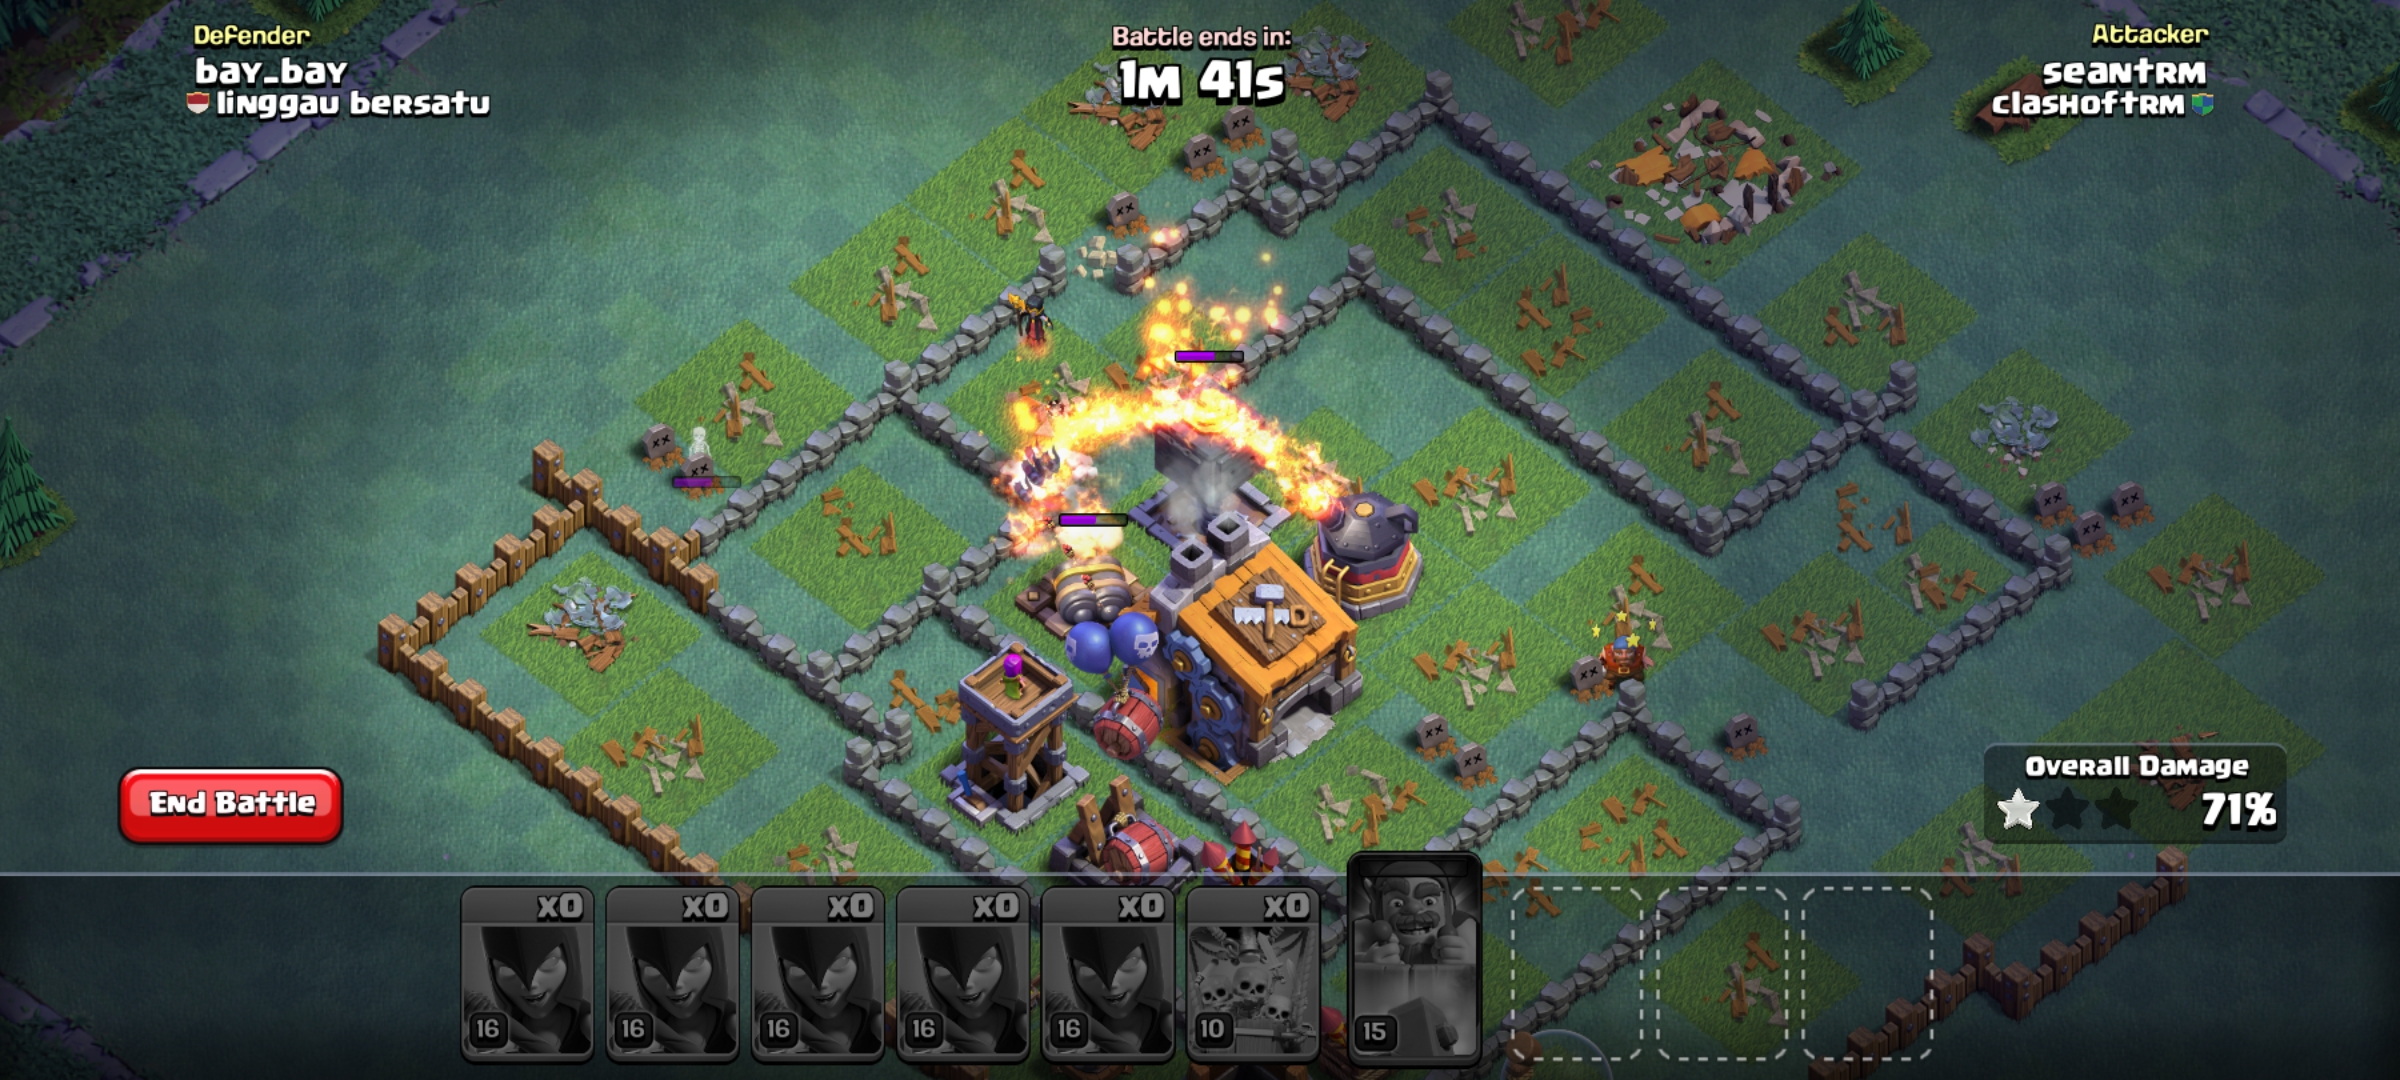 Defender
bay_bay
linggau bersatu
Battle ends in:
1M 41s
Attacker
seantRM
clashoftRM
End Battle
Overall Damage
71%
x0 x0 x0 x0 x0 x0
16 16 16 16 16 10 15